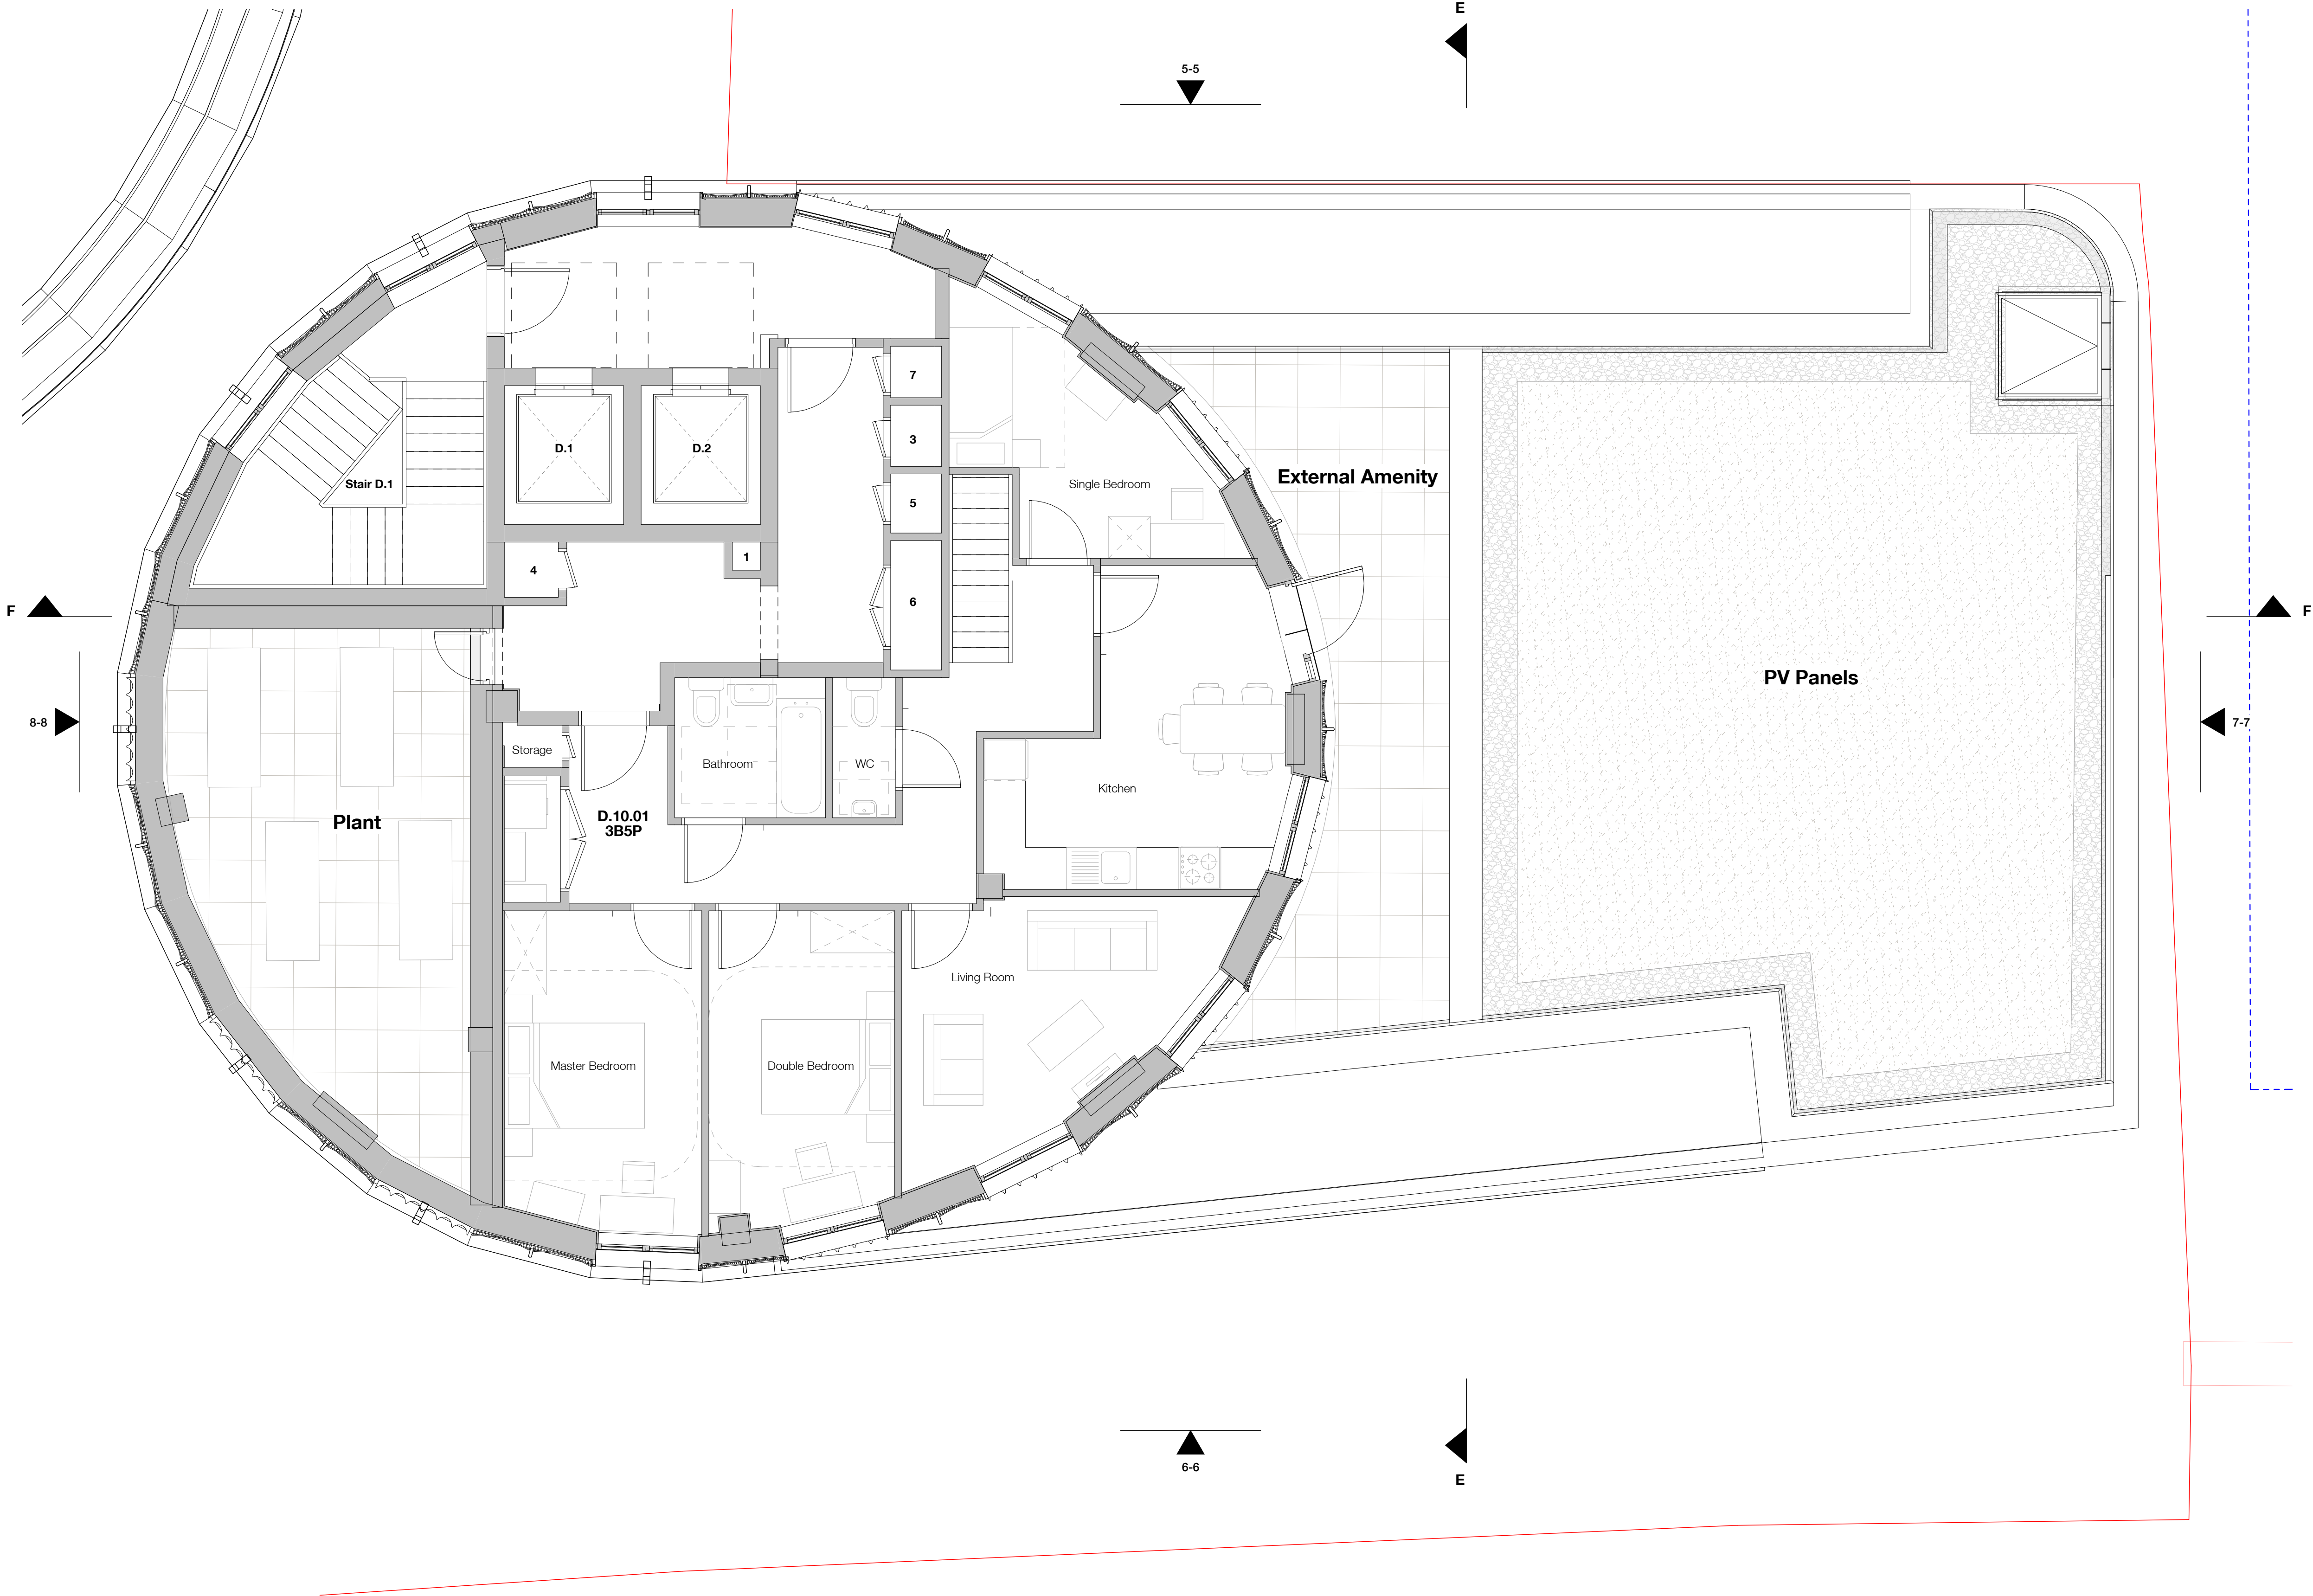 E
5-5
7
3
D.1
D.2
External Amenity
Stair D.1
Single Bedroom
5
1
4
6
F
F
PV Panels
8-8
7-7
Storage
Bathroom
WC
Kitchen
D.10.01
3B5P
Plant
Living Room
Master Bedroom
Double Bedroom
6-6
E